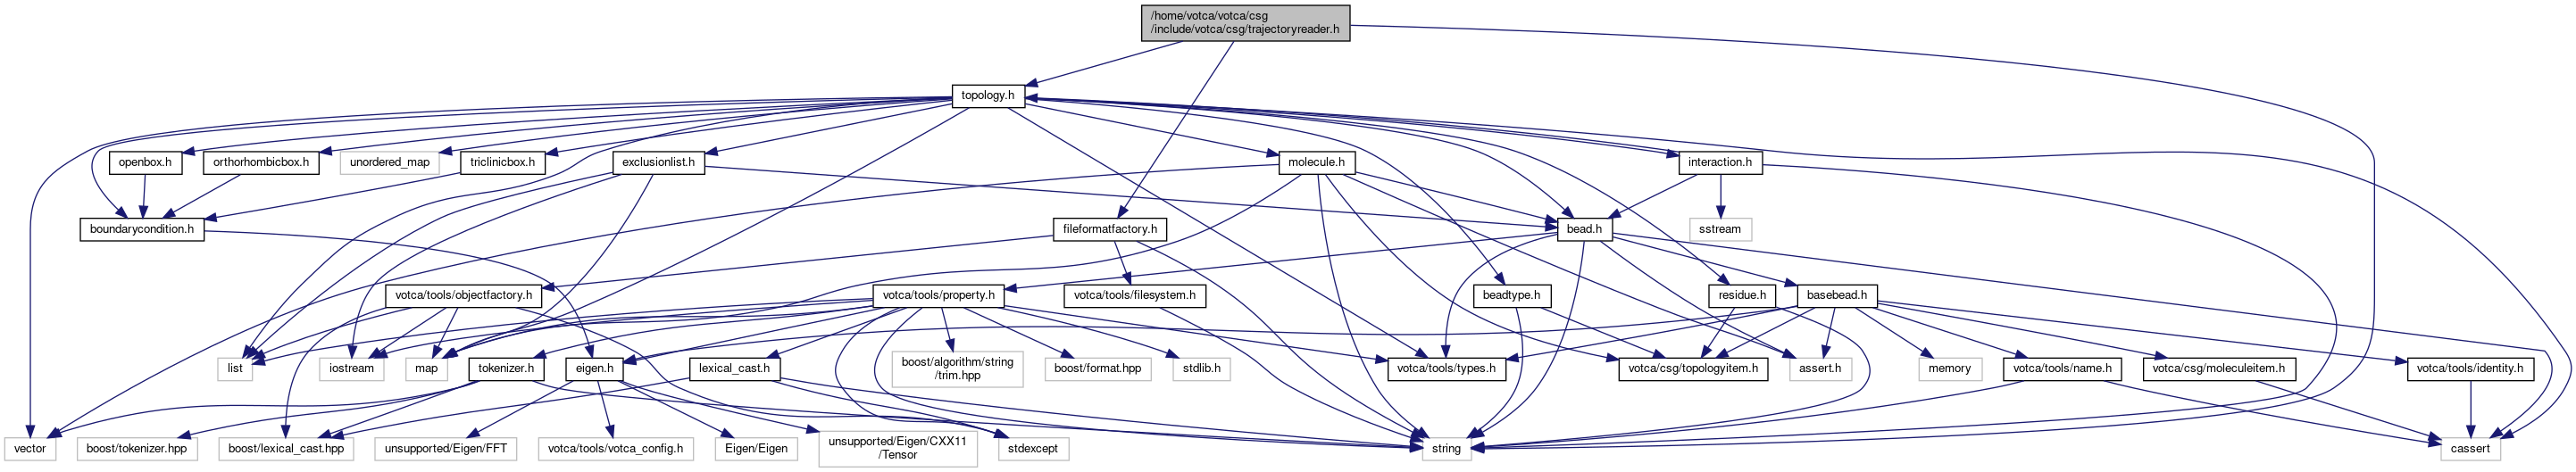 /home/votca/votca/csg
/include/votca/csg/trajectoryreader.h
topology.h
openbox.h
orthorhombicbox.h
unordered_map
triclinicbox.h
exclusionlist.h
molecule.h
interaction.h
boundarycondition.h
fileformatfactory.h
bead.h
sstream
votca/tools/objectfactory.h
votca/tools/property.h
votca/tools/filesystem.h
beadtype.h
residue.h
basebead.h
list
iostream
map
tokenizer.h
eigen.h
lexical_cast.h
boost/algorithm/string
/trim.hpp
boost/format.hpp
stdlib.h
votca/tools/types.h
votca/csg/topologyitem.h
assert.h
memory
votca/tools/name.h
votca/csg/moleculeitem.h
votca/tools/identity.h
vector
boost/tokenizer.hpp
boost/lexical_cast.hpp
unsupported/Eigen/FFT
votca/tools/votca_config.h
Eigen/Eigen
unsupported/Eigen/CXX11
/Tensor
stdexcept
string
cassert